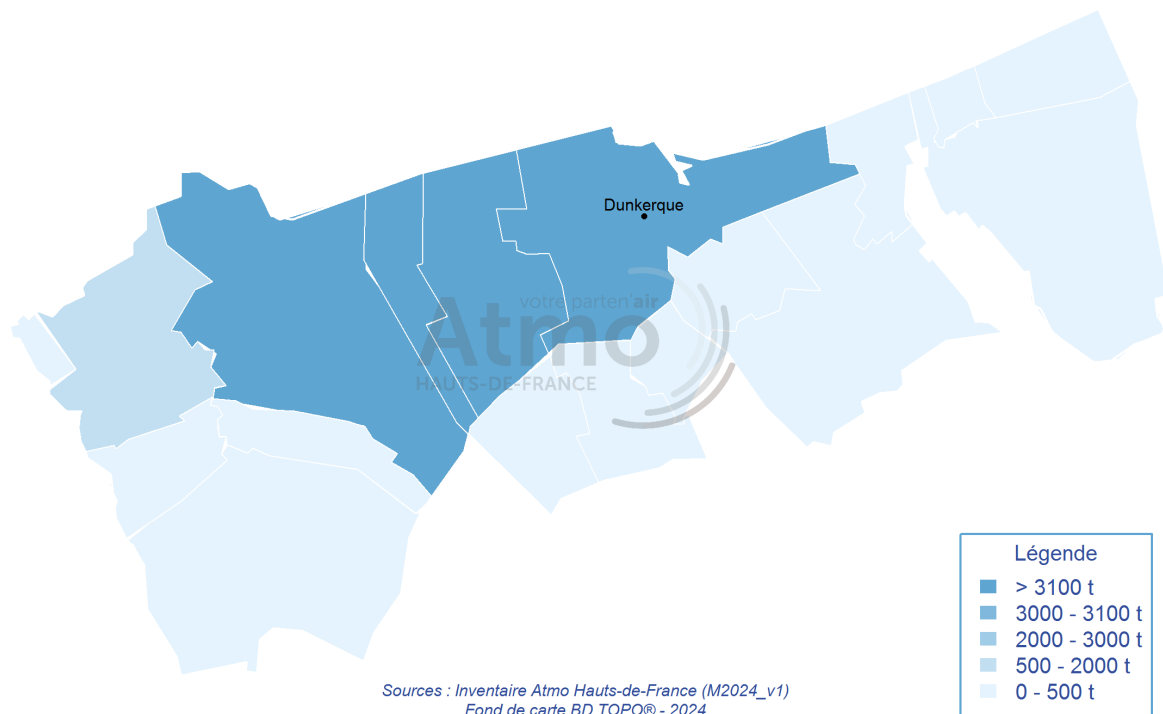 Dunkerque
votre parten'air
Atmo
HAUTS-DE-FRANCE
Légende
> 3100 t
3000 - 3100 t
2000 - 3000 t
500 - 2000 t
0 - 500 t
Sources : Inventaire Atmo Hauts-de-France (M2024_v1)
Fond de carte BD TOPO® - 2024